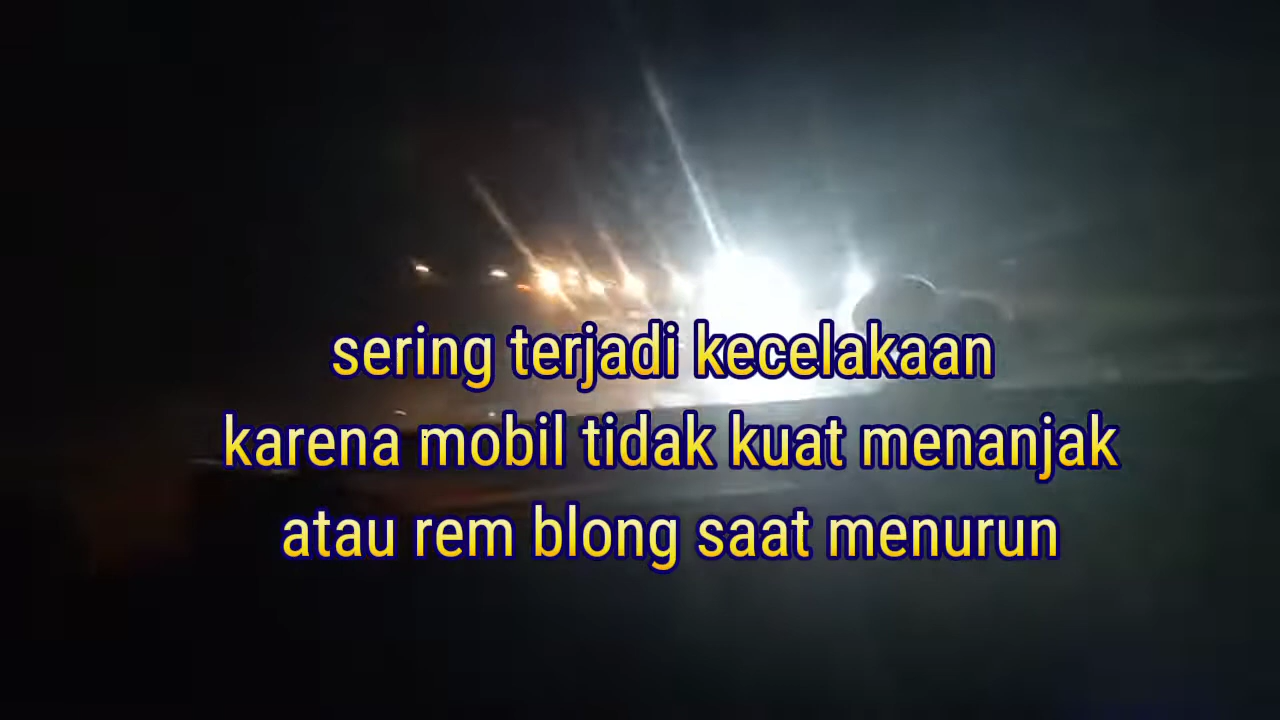 sering terjadi kecelakaan
karena mobil tidak kuat menanjak
atau rem blong saat menurun